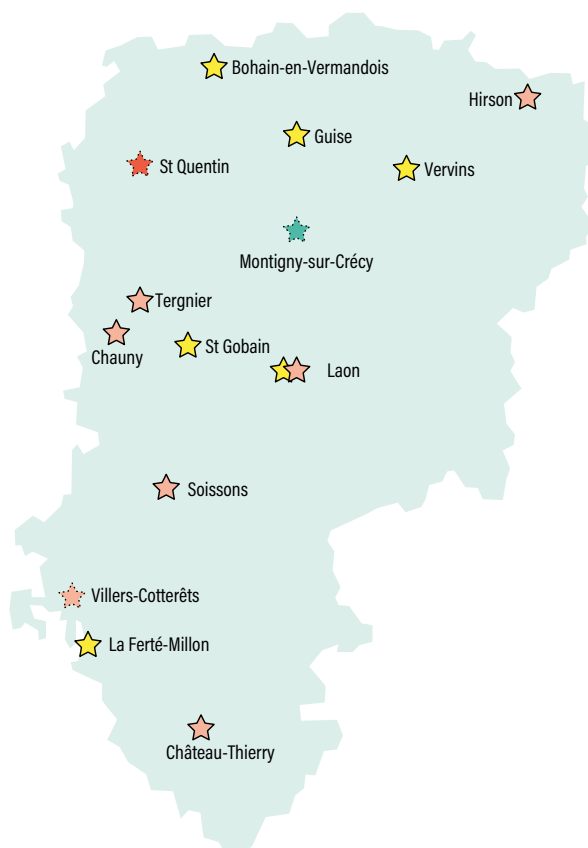 Bohain-en-Vermandois
Hirson
Guise
St Quentin
Vervins
Montigny-sur-Crécy
Tergnier
Chauny
St Gobain
Laon
Soissons
Villers-Cotterêts
La Ferté-Millon
Château-Thierry